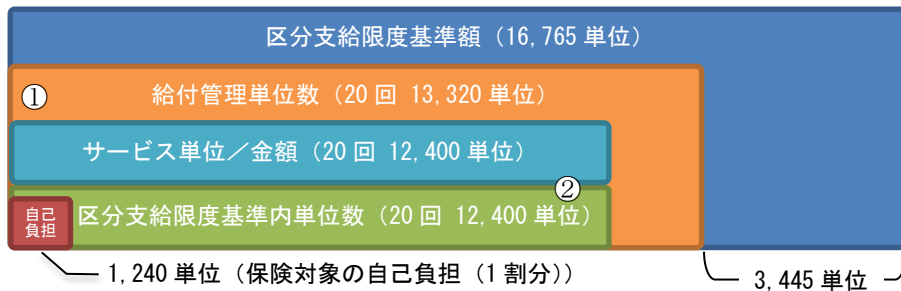 区分支給限度基準額（16,765 単位）
① 給付管理単位数（20 回 13,320 単位）
サービス単位／金額（20 回 12,400 単位）
②
自己
負担
区分支給限度基準内単位数（20 回 12,400 単位）
1,240 単位（保険対象の自己負担（1 割分））
3,445 単位